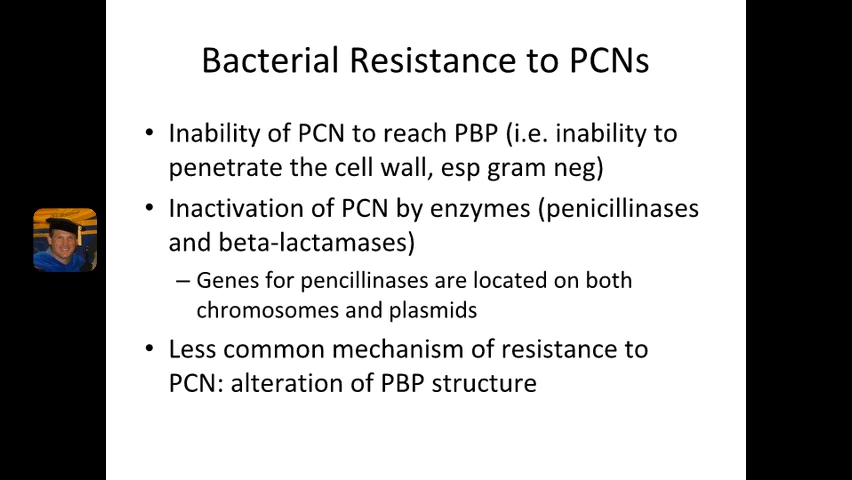 Bacterial Resistance to PCNs
• Inability of PCN to reach PBP (i.e. inability to
penetrate the cell wall, esp gram neg)
• Inactivation of PCN by enzymes (penicillinases
and beta-lactamases)
– Genes for pencillinases are located on both
chromosomes and plasmids
• Less common mechanism of resistance to
PCN: alteration of PBP structure